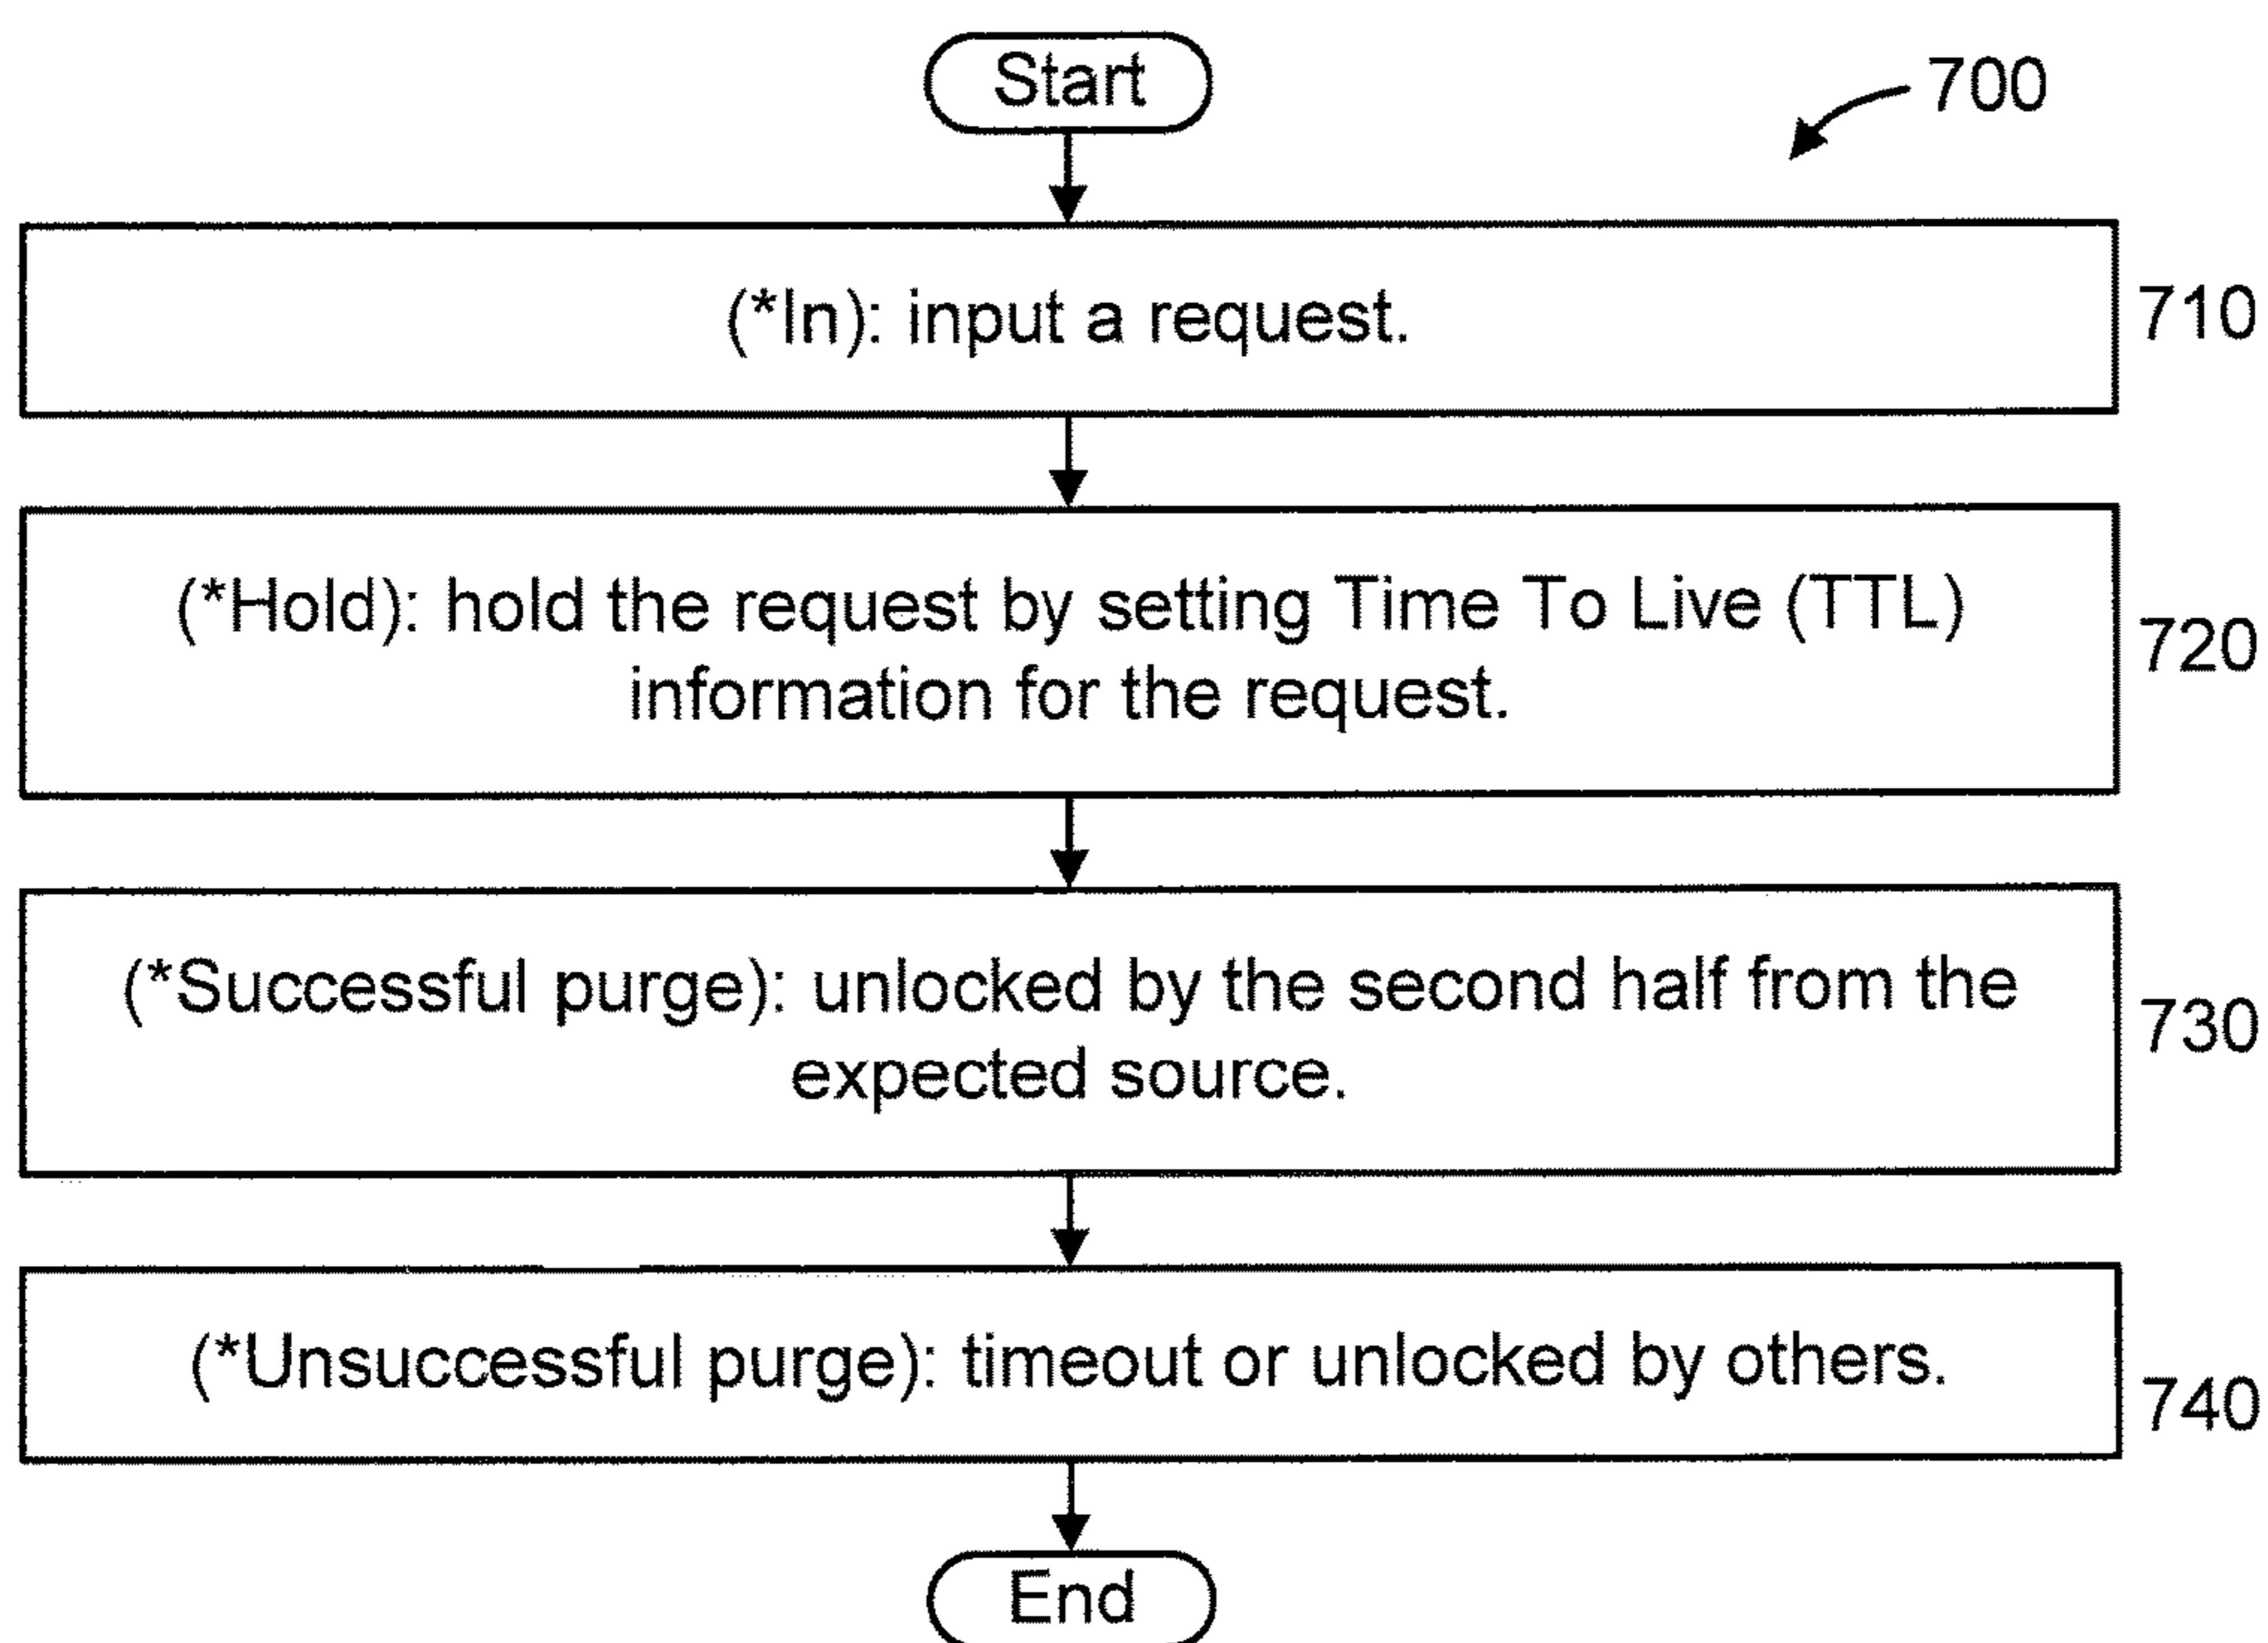 Start
700
(*In): input a request.
710
(*Hold): hold the request by setting Time To Live (TTL)
information for the request.
720
(*Successful purge): unlocked by the second half from the
expected source.
730
(*Unsuccessful purge): timeout or unlocked by others.
740
End